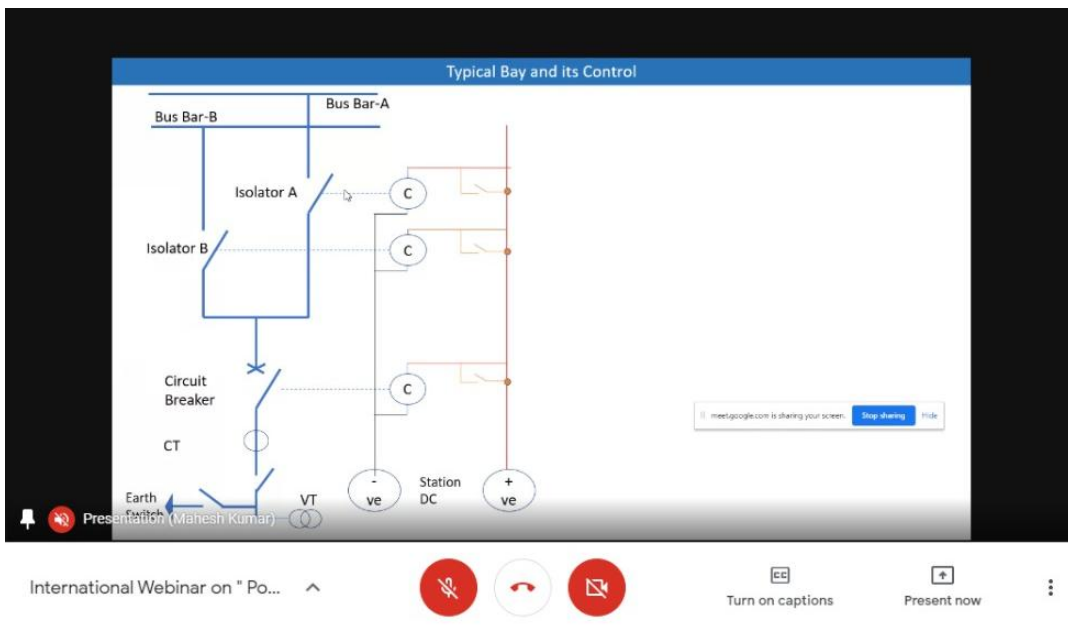 Typical Bay and its Control
Bus Bar-A
Bus Bar-B
Isolator A
C
Isolator B
C
Circuit
Breaker
C
CT
Earth
Switch
VT
-
ve
Station
DC
+
ve
meet.google.com is sharing your screen.
Stop sharing
Hide
Presentation (Mahesh Kumar)
International Webinar on " Po...
CC
Turn on captions
Present now